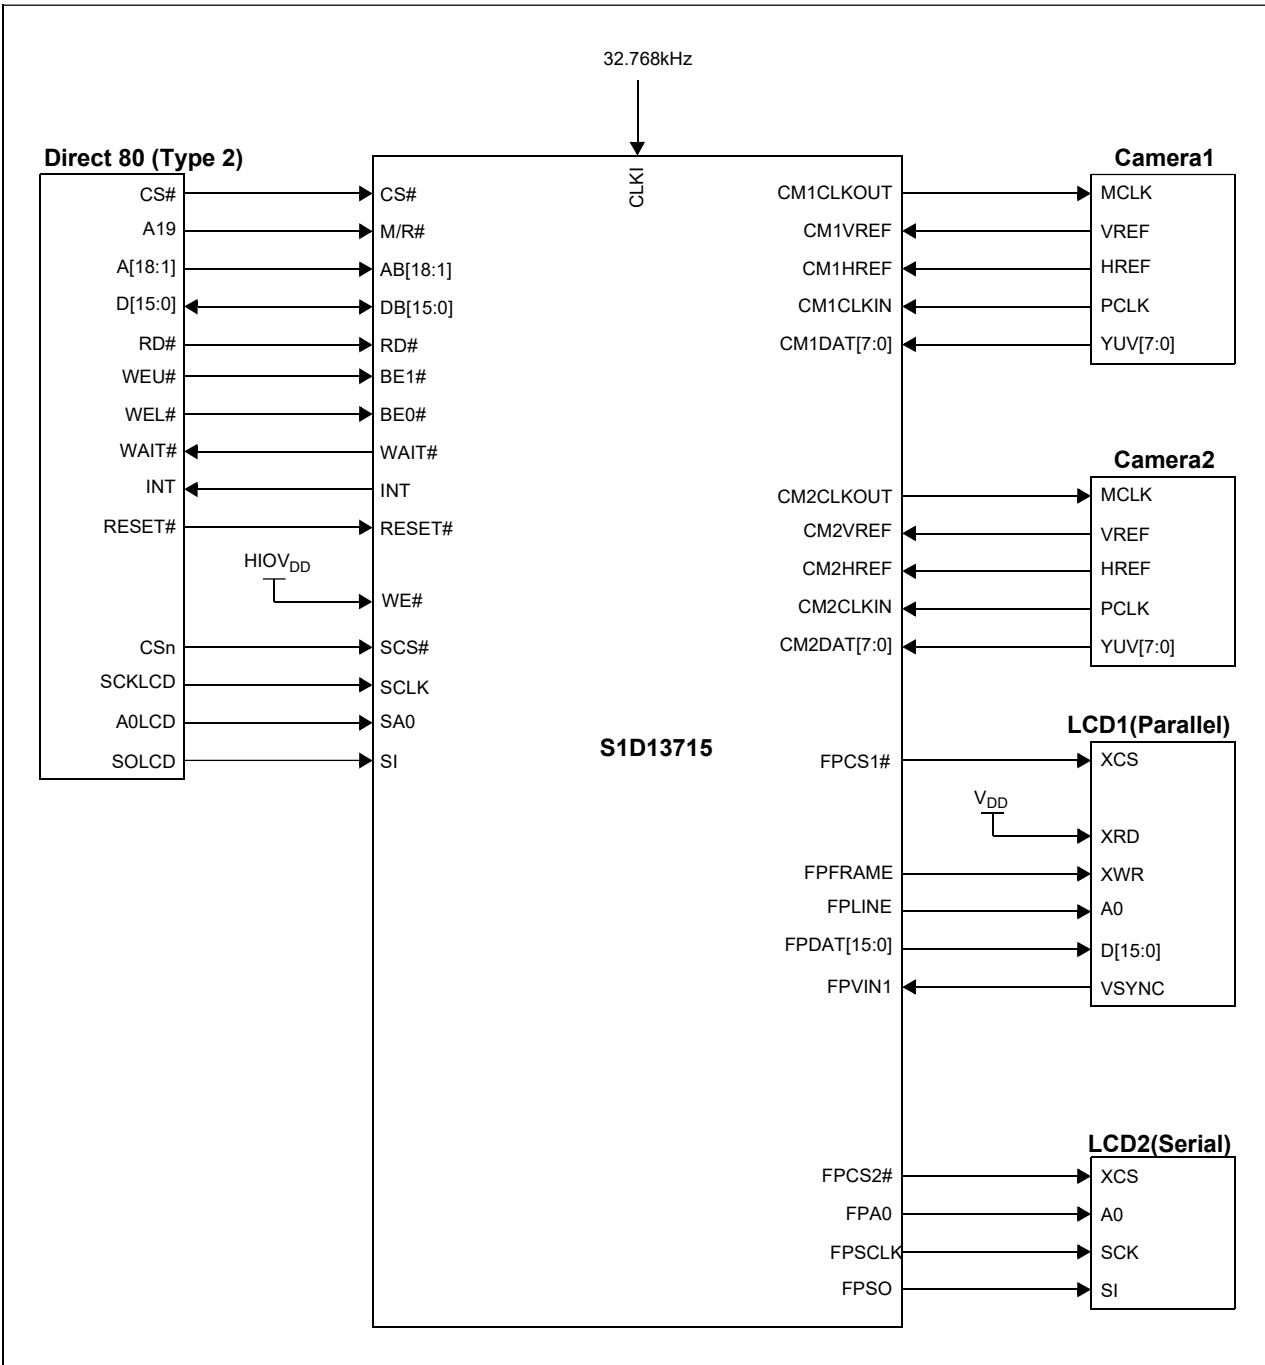 32.768kHz
Direct 80 (Type 2)
CS#
A19
A[18:1]
D[15:0]
RD#
WEU#
WEL#
WAIT#
INT
RESET#
HIOVDD
CSn
SCKLCD
A0LCD
SOLCD
CLKI
CS#
M/R#
AB[18:1]
DB[15:0]
RD#
BE1#
BE0#
WAIT#
INT
RESET#
WE#
SCS#
SCLK
SA0
SI
S1D13715
CM1CLKOUT
CM1VREF
CM1HREF
CM1CLKIN
CM1DAT[7:0]
CM2CLKOUT
CM2VREF
CM2HREF
CM2CLKIN
CM2DAT[7:0]
FPCS1#
FPFRAME
FPLINE
FPDAT[15:0]
FPVIN1
FPCS2#
FPA0
FPSCLK
FPSO
Camera1
MCLK
VREF
HREF
PCLK
YUV[7:0]
Camera2
MCLK
VREF
HREF
PCLK
YUV[7:0]
LCD1(Parallel)
XCS
VDD
XRD
XWR
A0
D[15:0]
VSYNC
LCD2(Serial)
XCS
A0
SCK
SI